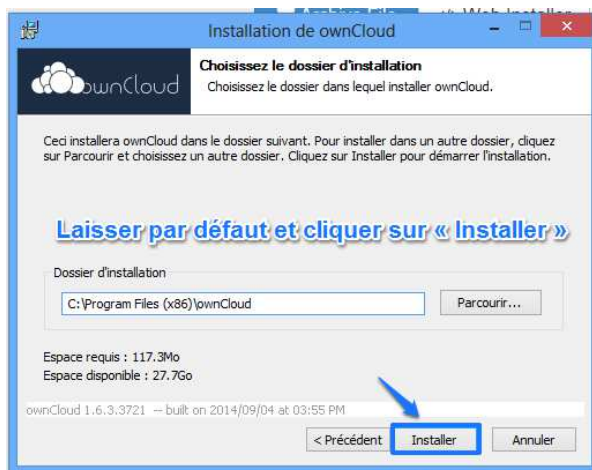 Installation de ownCloud
ownCloud
Choisissez le dossier d'installation
Choisissez le dossier dans lequel installer ownCloud.
Ceci installera ownCloud dans le dossier suivant. Pour installer dans un autre dossier, cliquez
sur Parcourir et choisissez un autre dossier. Cliquez sur Installer pour démarrer l'installation.
Laisser par défaut et cliquer sur « Installer »
Dossier d'installation
C:\Program Files (x86)\ownCloud
Parcourir...
Espace requis : 117.3Mo
Espace disponible : 27.7Go
ownCloud 1.6.3.3721 -- built on 2014/09/04 at 03:55 PM
< Précédent
Installer
Annuler